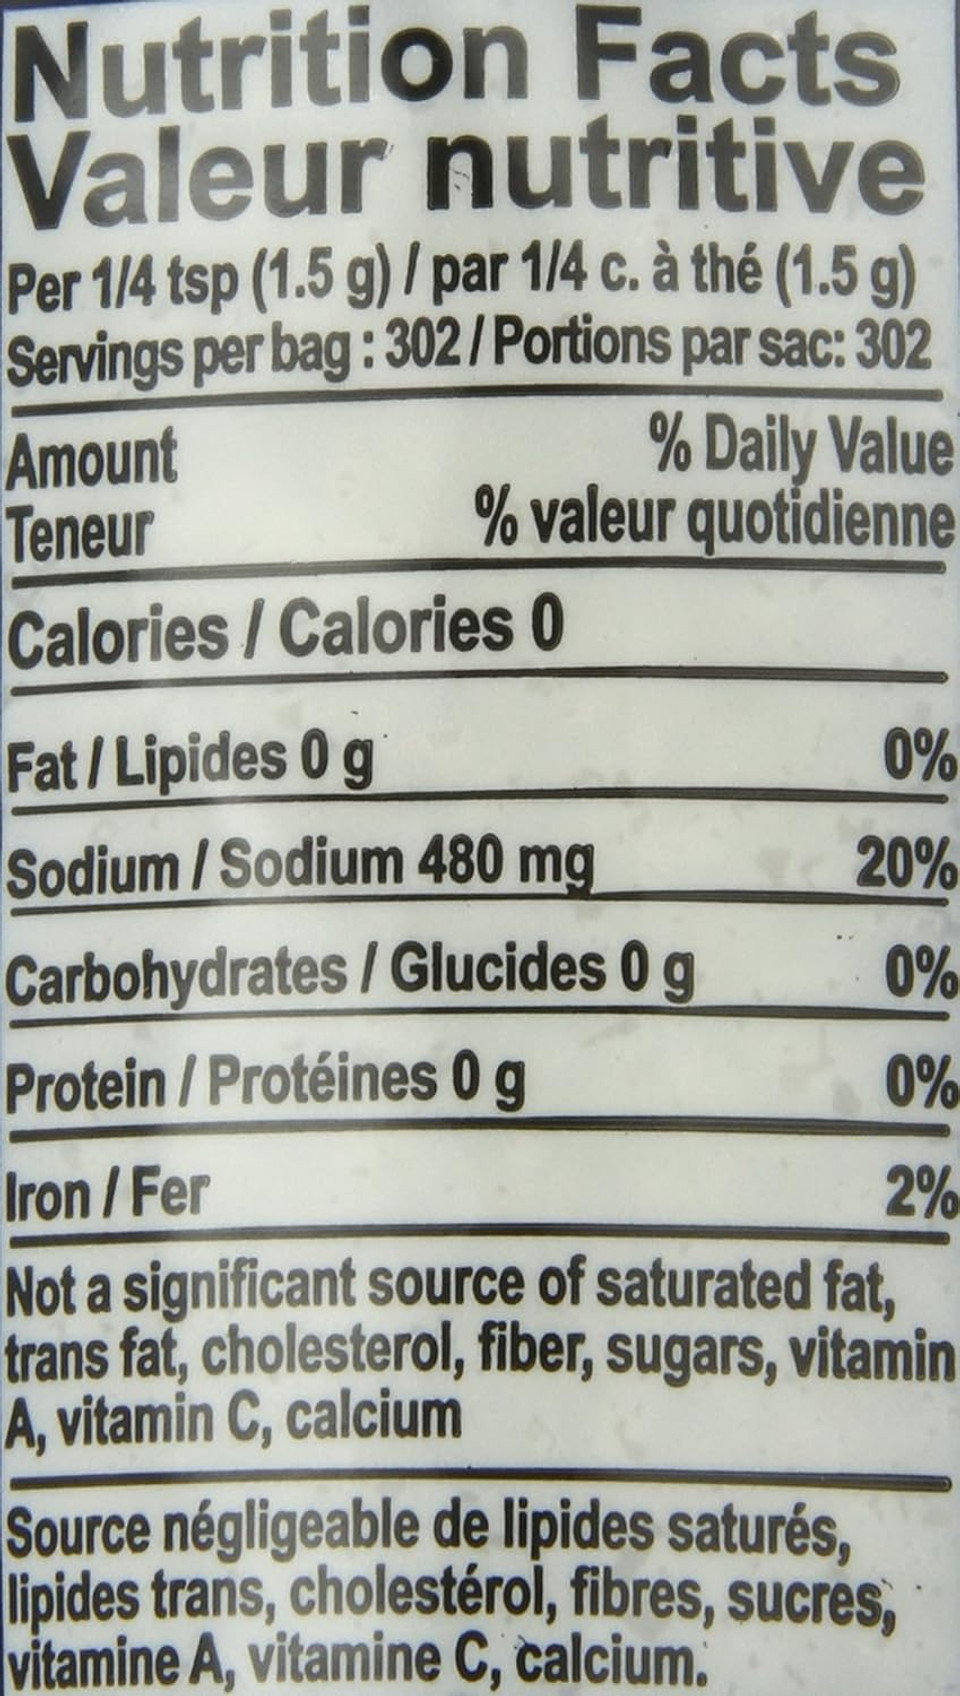 Nutrition Facts
Valeur nutritive
Per 1/4 tsp (1.5 g) / par 1/4 c. à thé (1.5 g)
Servings per bag : 302 / Portions par sac: 302
Amount % Daily Value
Teneur % valeur quotidienne
Calories / Calories 0
Fat / Lipides 0 g 0%
Sodium / Sodium 480 mg 20%
Carbohydrates / Glucides 0 g 0%
Protein / Protéines 0 g 0%
Iron / Fer 2%
Not a significant source of saturated fat,
trans fat, cholesterol, fiber, sugars, vitamin
A, vitamin C, calcium
Source négligeable de lipides saturés,
lipides trans, cholestérol, fibres, sucres,
vitamine A, vitamine C, calcium.